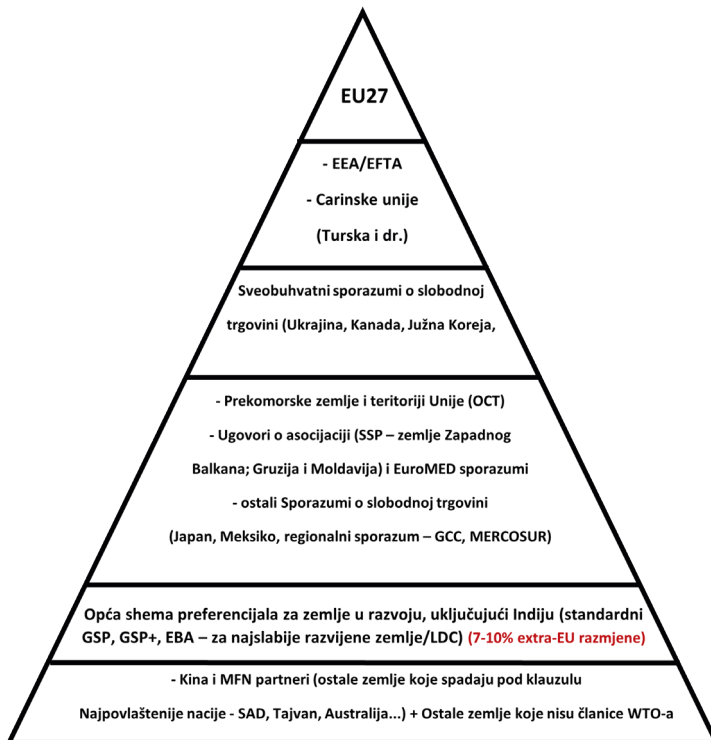 EU27
- EEA/EFTA
- Carinske unije
(Turska i dr.)
Sveobuhvatni sporazumi o slobodnoj
trgovini (Ukrajina, Kanada, Južna Koreja,
- Prekomorske zemlje i teritoriji Unije (OCT)
- Ugovori o asocijaciji (SSP – zemlje Zapadnog
Balkana; Gruzija i Moldavija) i EuroMED sporazumi
- ostali Sporazumi o slobodnoj trgovini
(Japan, Meksiko, regionalni sporazum – GCC, MERCOSUR)
Opća shema preferencijala za zemlje u razvoju, uključujući Indiju (standardni
GSP, GSP+, EBA – za najslabije razvijene zemlje/LDC) (7-10% extra-EU razmjene)
- Kina i MFN partneri (ostale zemlje koje spadaju pod klauzulu
Najpovlaštenije nacije - SAD, Tajvan, Australija...) + Ostale zemlje koje nisu članice WTO-a